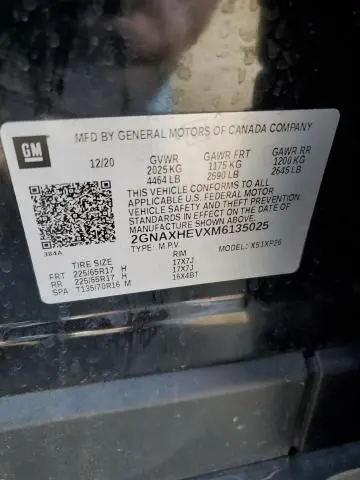 GM
MFD BY GENERAL MOTORS OF CANADA COMPANY
12/20 GVWR GAWR FRT GAWR RR
2025 KG 1175 KG 1200 KG
4464 LB 2590 LB 2645 LB
THIS VEHICLE CONFORMS TO ALL
APPLICABLE U.S. FEDERAL MOTOR
VEHICLE SAFETY AND THEFT PREVENTION
STANDARDS IN EFFECT ON THE DATE OF
MANUFACTURE SHOWN ABOVE.
2GNAXHEVXM6135025
TYPE: M.P.V. MODEL: X51XP26
384A
TIRE SIZE RIM
FRT 225/65R17 H 17X7J
RR 225/65R17 H 17X7J
SPA T135/70R16 M 16X4BT